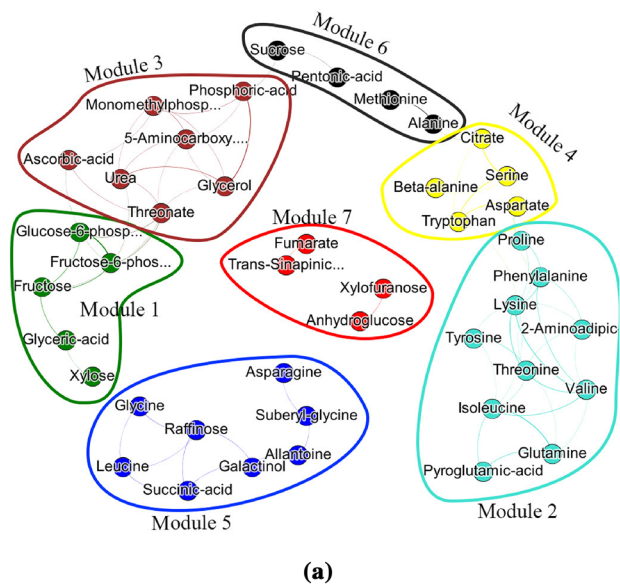 Module 6
Sucrose
Pentonic-acid
Methionine
Alanine
Module 3
Phosphoric-acid
Monomethylphosp...
5-Aminocarboxy....
Ascorbic-acid
Urea
Glycerol
Threonate
Module 4
Citrate
Serine
Beta-alanine
Aspartate
Tryptophan
Module 1
Glucose-6-phosp...
Fructose-6-phos...
Fructose
Glyceric-acid
Xylose
Module 7
Fumarate
Trans-Sinapinic...
Xylofuranose
Anhydroglucose
Proline
Phenylalanine
Lysine
2-Aminoadipic
Tyrosine
Threonine
Valine
Isoleucine
Glutamine
Pyroglutamic-acid
Module 2
Asparagine
Glycine
Suberyl-glycine
Raffinose
Allantoine
Leucine
Galactinol
Succinic-acid
Module 5
(a)